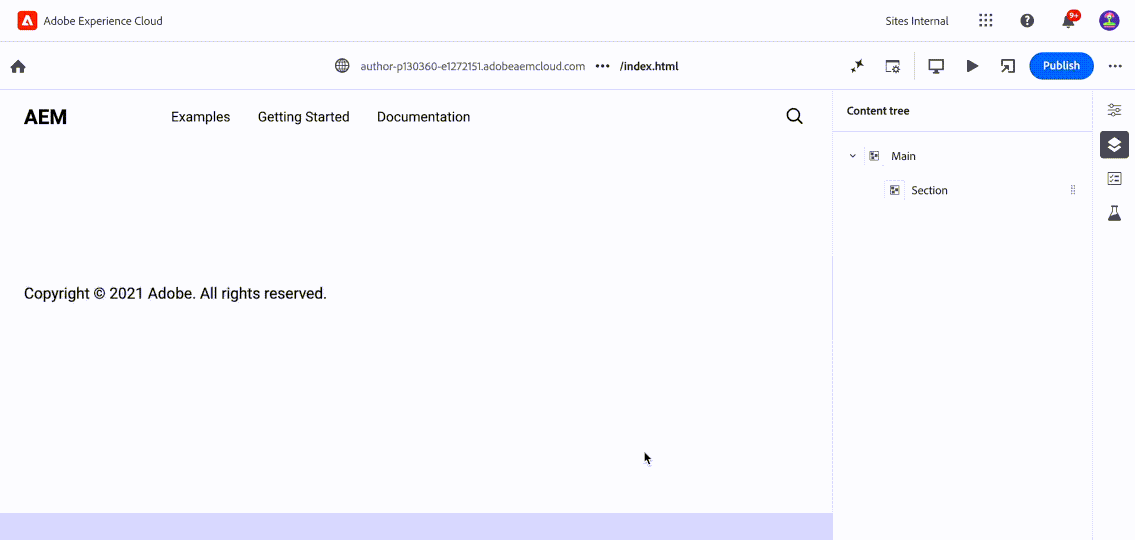 Adobe Experience Cloud
Sites Internal
9+
author-p130360-e1272151.adobeaemcloud.com ••• /index.html
Publish
AEM
Examples
Getting Started
Documentation
Content tree
Main
Section
Copyright © 2021 Adobe. All rights reserved.